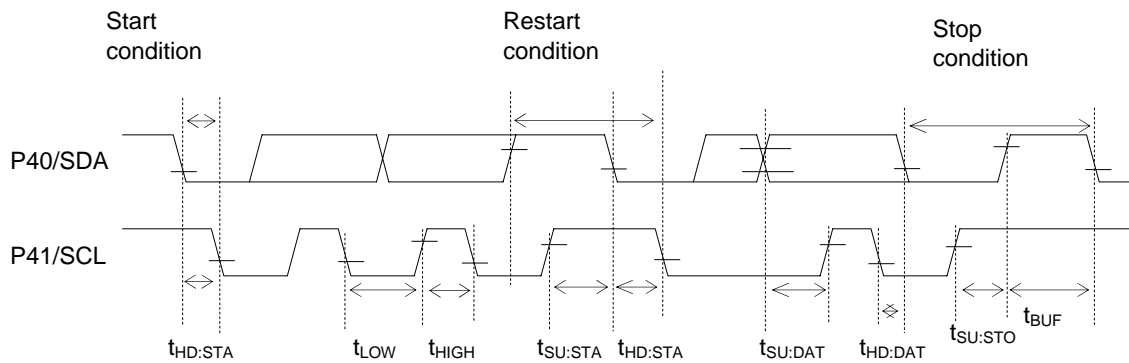 Start
condition
Restart
condition
Stop
condition
P40/SDA
P41/SCL
tHD:STA
tLOW
tHIGH
tSU:STA
tHD:STA
tSU:DAT
tHD:DAT
tSU:STO
tBUF